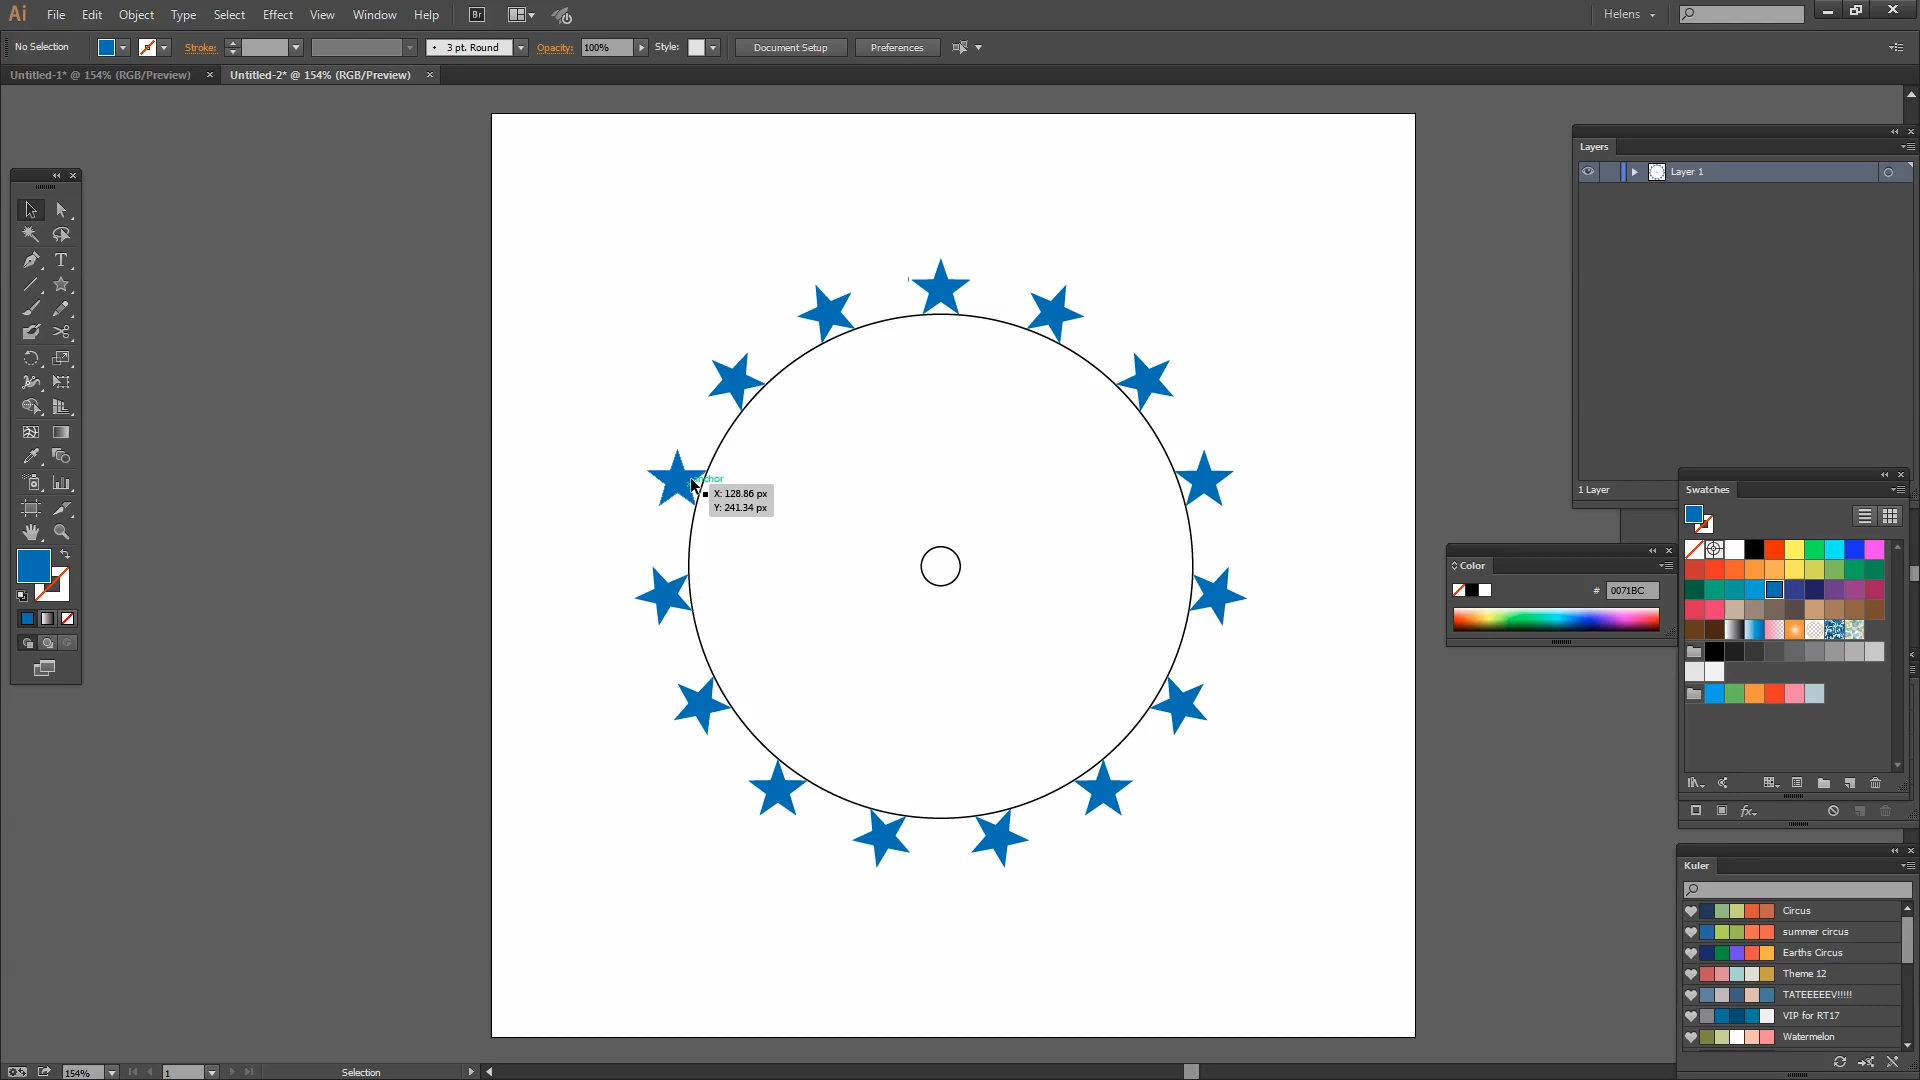 Ai File Edit Object Type Select Effect View Window Help Br Helens
No Selection Stroke: 3 pt. Round Opacity: 100% Style: Document Setup Preferences
Untitled-1* @ 154% (RGB/Preview) Untitled-2* @ 154% (RGB/Preview)
Layers
Layer 1
X: 128.86 px
Y: 241.34 px
1 Layer
Swatches
Color
# 0071BC
Kuler
Circus
summer circus
Earths Circus
Theme 12
TATEEEEEV!!!!!
VIP for RT17
Watermelon
154% 1 Selection